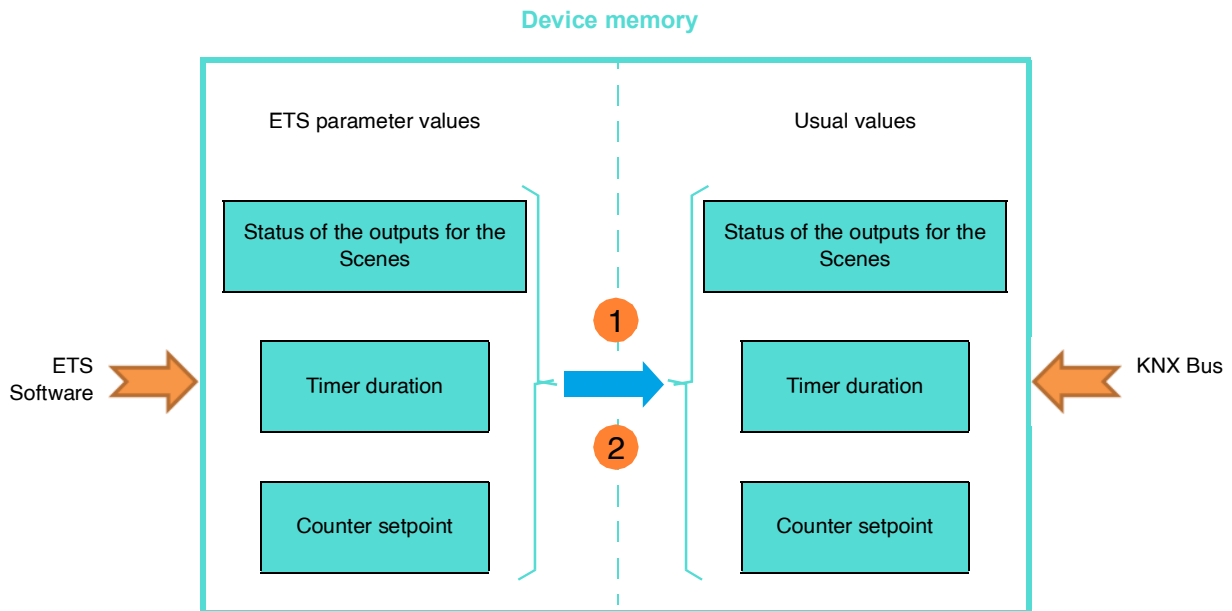 Device memory
ETS parameter values
Usual values
Status of the outputs for the
Scenes
Status of the outputs for the
Scenes
1
ETS
Software
Timer duration
Timer duration
KNX Bus
2
Counter setpoint
Counter setpoint